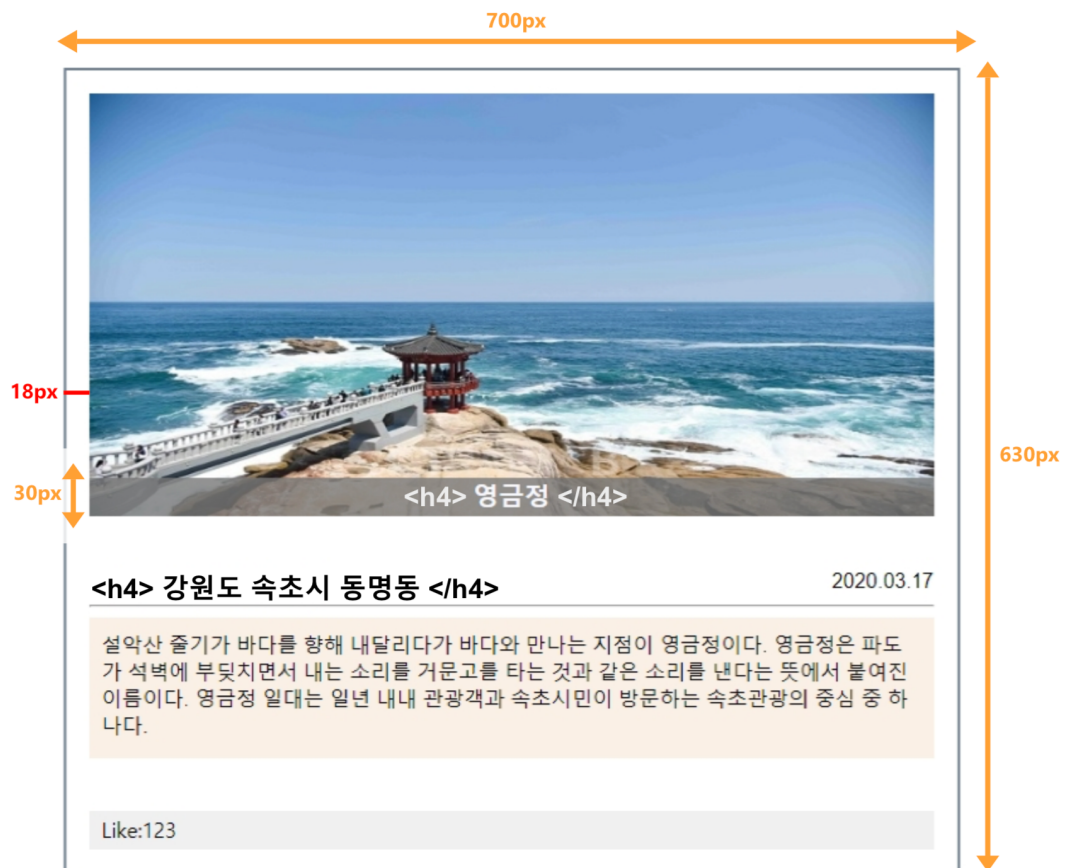 700px
18px
630px
30px
<h4> 영금정 </h4>
<h4> 강원도 속초시 동명동 </h4>
2020.03.17
설악산 줄기가 바다를 향해 내달리다가 바다와 만나는 지점이 영금정이다. 영금정은 파도
가 석벽에 부딪치면서 내는 소리를 거문고를 타는 것과 같은 소리를 낸다는 뜻에서 붙여진
이름이다. 영금정 일대는 일년 내내 관광객과 속초시민이 방문하는 속초관광의 중심 중 하
나다.
Like:123